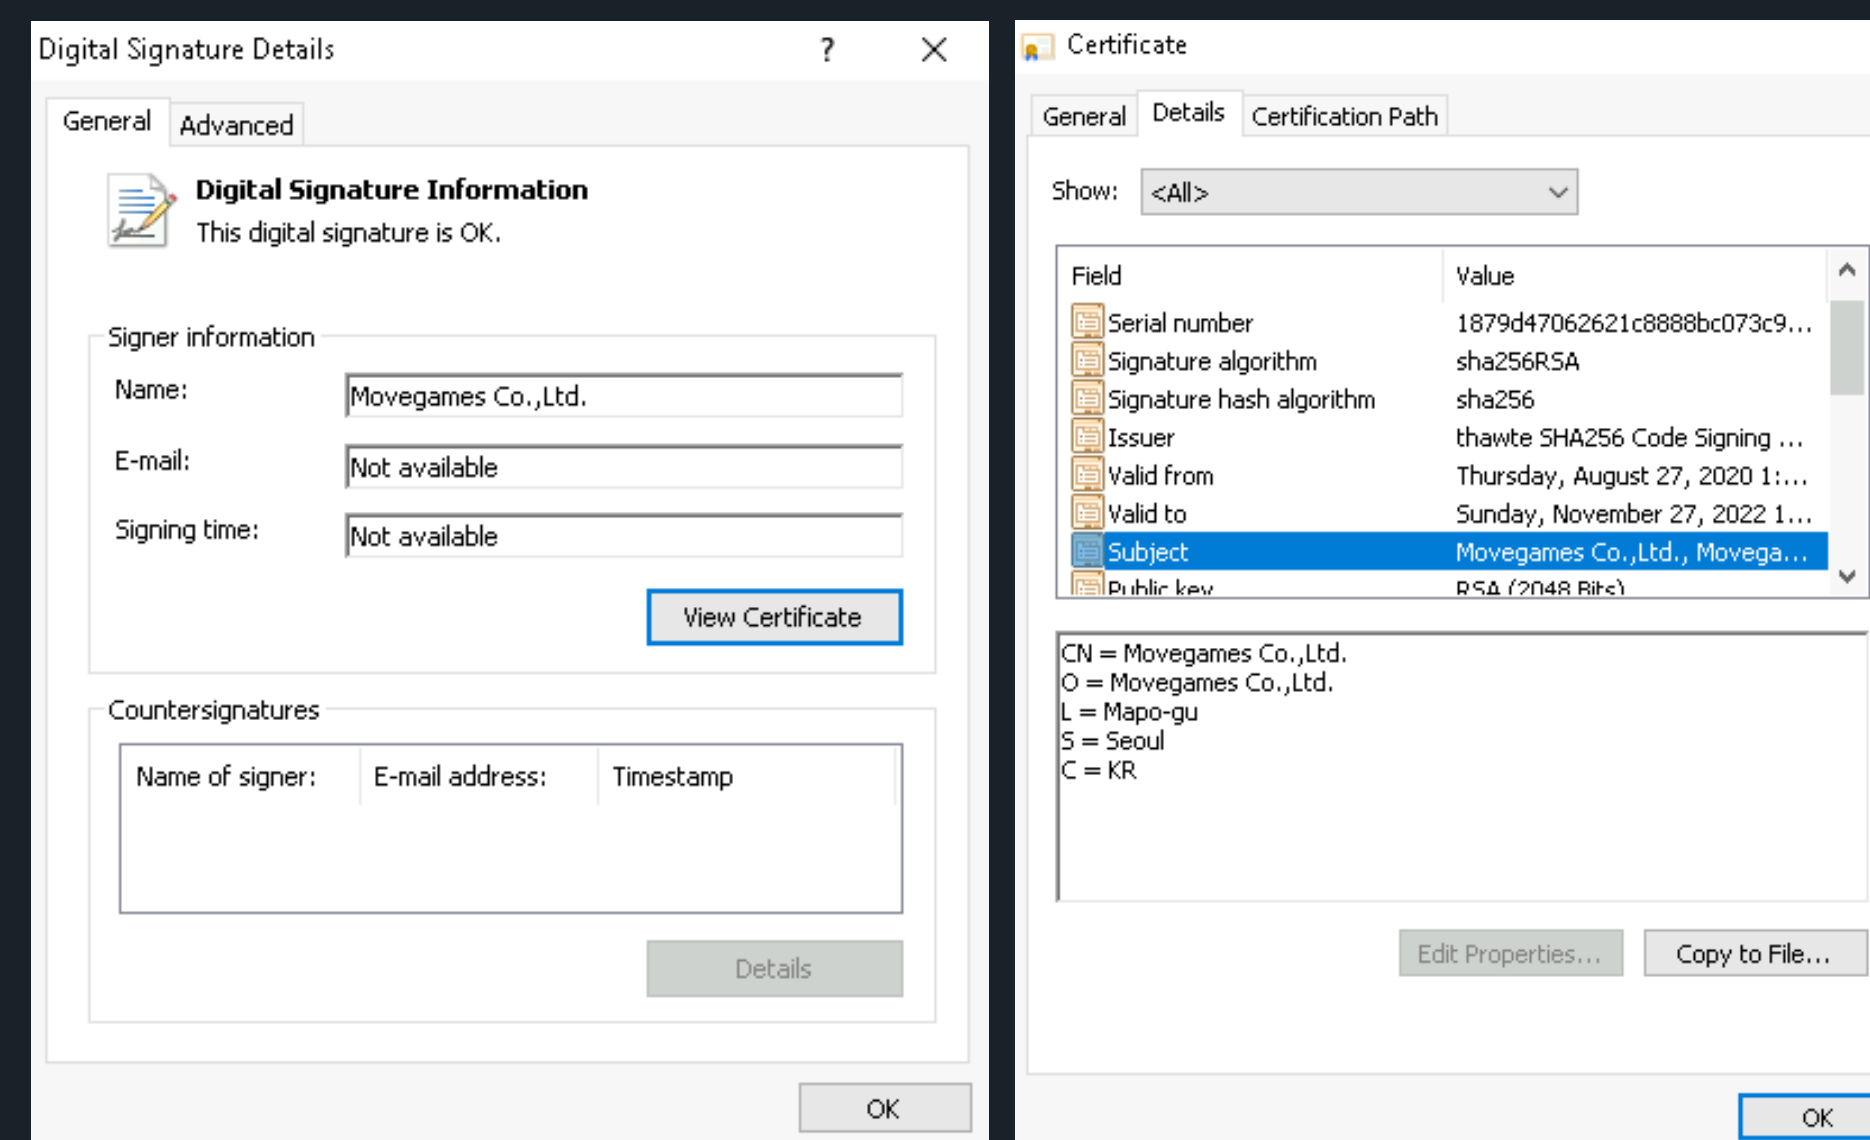 Digital Signature Details
?
General
Advanced
Digital Signature Information
This digital signature is OK.
Signer information
Name:
Movegames Co.,Ltd.
E-mail:
Not available
Signing time:
Not available
View Certificate
Countersignatures
Name of signer:
E-mail address:
Timestamp
Details
OK
Certificate
General
Details
Certification Path
Show:
<All>
Field
Value
Serial number
1879d47062621c8888bc073c9...
Signature algorithm
sha256RSA
Signature hash algorithm
sha256
Issuer
thawte SHA256 Code Signing ...
Valid from
Thursday, August 27, 2020 1:...
Valid to
Sunday, November 27, 2022 1...
Subject
Movegames Co.,Ltd., Movega...
Public key
RSA (2048 Bits)
CN = Movegames Co.,Ltd.
O = Movegames Co.,Ltd.
L = Mapo-gu
S = Seoul
C = KR
Edit Properties...
Copy to File...
OK